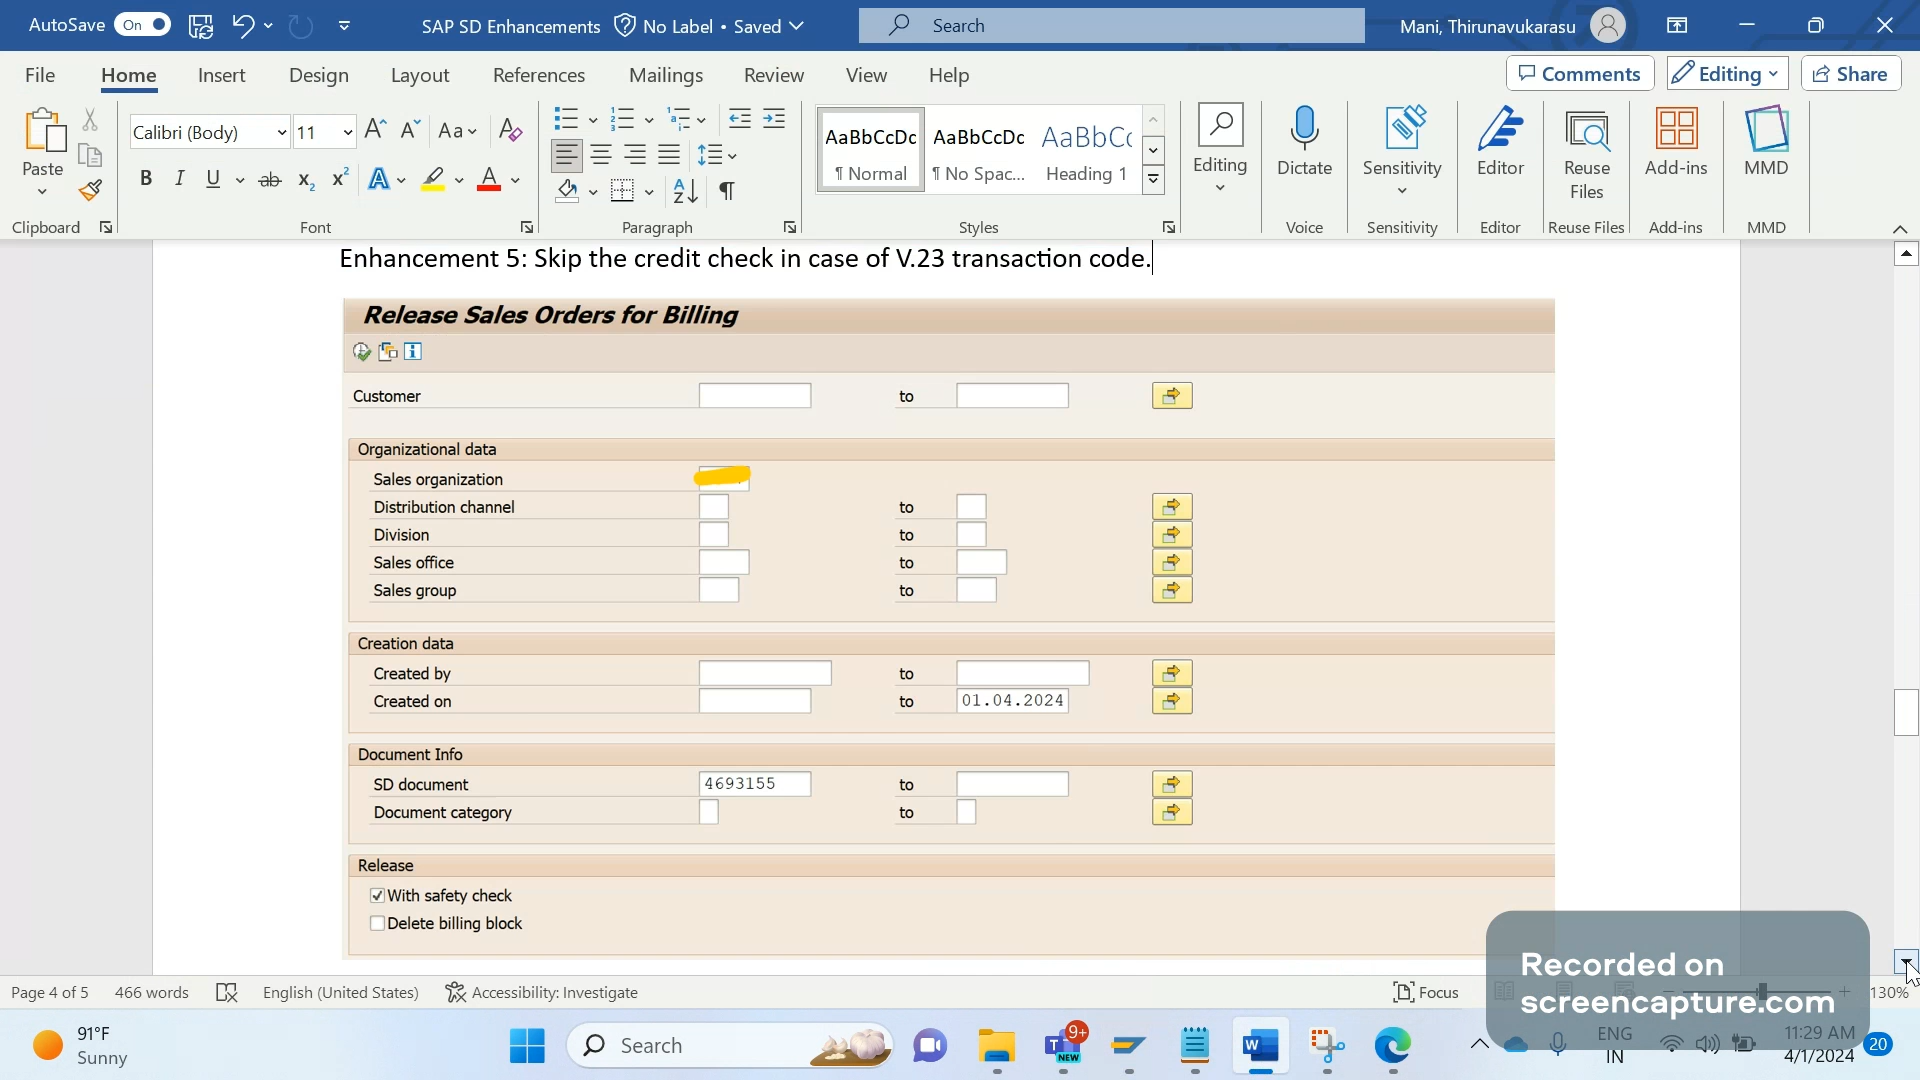 AutoSave On
SAP SD Enhancements No Label • Saved
Search
Mani, Thirunavukarasu
File Home Insert Design Layout References Mailings Review View Help
Comments Editing Share
Paste
Calibri (Body) 11
AaBbCcDc AaBbCcDc AaBbCc
¶ Normal ¶ No Spac... Heading 1
Editing
Dictate
Sensitivity
Editor
Reuse
Files
Add-ins
MMD
Clipboard Font Paragraph Styles Voice Sensitivity Editor Reuse Files Add-ins MMD
Enhancement 5: Skip the credit check in case of V.23 transaction code.
Release Sales Orders for Billing
Customer to
Organizational data
Sales organization
Distribution channel to
Division to
Sales office to
Sales group to
Creation data
Created by to
Created on to 01.04.2024
Document Info
SD document 4693155 to
Document category to
Release
With safety check
Delete billing block
Recorded on
screencapture.com
Page 4 of 5 466 words English (United States) Accessibility: Investigate Focus 130%
91°F
Sunny
Search
9+
NEW
ENG
IN
11:29 AM
4/1/2024
20